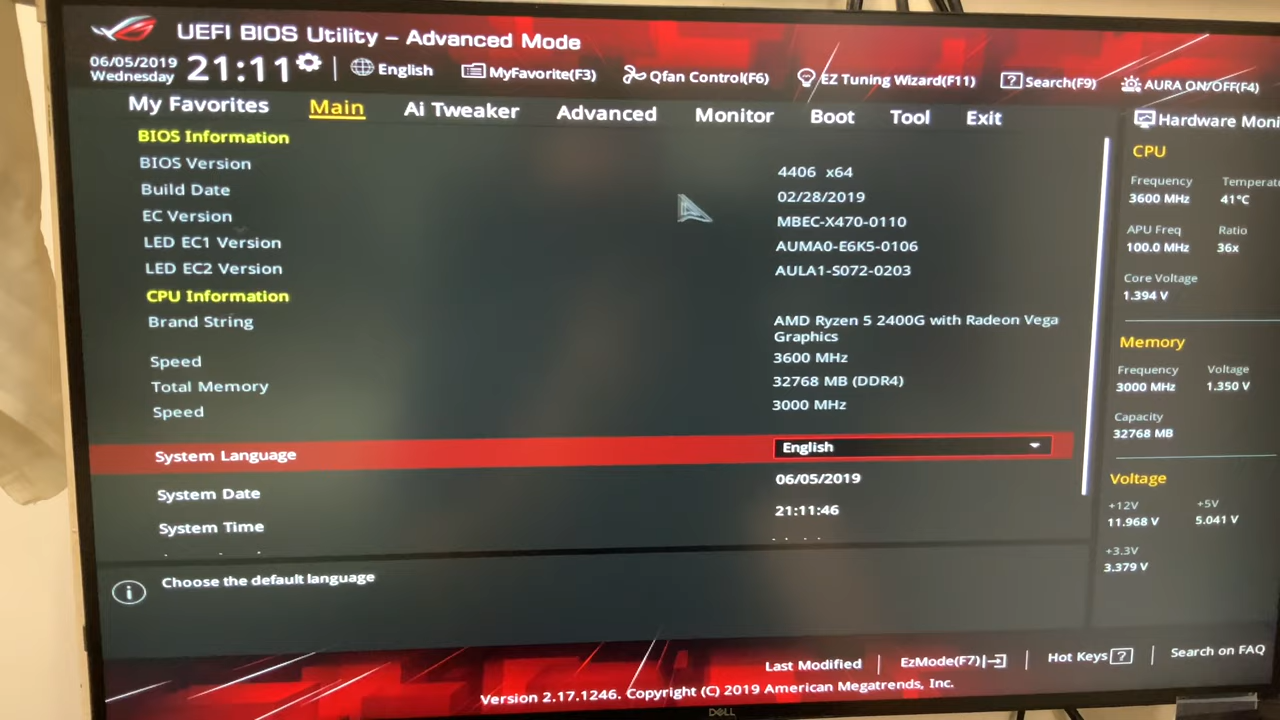 UEFI BIOS Utility – Advanced Mode
06/05/2019
Wednesday
21:11
English
MyFavorite(F3)
Qfan Control(F6)
EZ Tuning Wizard(F11)
? Search(F9)
AURA ON/OFF(F4)
My Favorites
Main
Ai Tweaker
Advanced
Monitor
Boot
Tool
Exit
Hardware Moni
BIOS Information
BIOS Version
4406 x64
Build Date
02/28/2019
EC Version
MBEC-X470-0110
LED EC1 Version
AUMA0-E6K5-0106
LED EC2 Version
AULA1-S072-0203
CPU Information
Brand String
AMD Ryzen 5 2400G with Radeon Vega
Graphics
Speed
3600 MHz
Total Memory
32768 MB (DDR4)
Speed
3000 MHz
System Language
English
System Date
06/05/2019
System Time
21:11:46
i Choose the default language
CPU
Frequency Temperat
3600 MHz 41°C
APU Freq Ratio
100.0 MHz 36x
Core Voltage
1.394 V
Memory
Frequency Voltage
3000 MHz 1.350 V
Capacity
32768 MB
Voltage
+12V +5V
11.968 V 5.041 V
+3.3V
3.379 V
Last Modified
EzMode(F7)
Hot Keys ?
Search on FAQ
Version 2.17.1246. Copyright (C) 2019 American Megatrends, Inc.
DELL